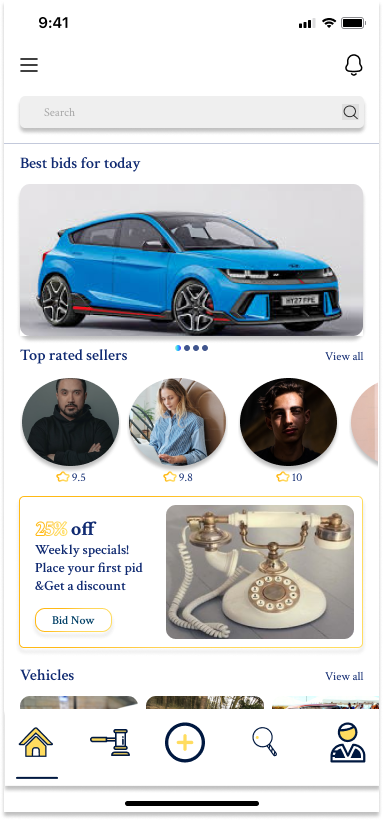 9:41
Search
Best bids for today
HY27 FPE
Top rated sellers
View all
9.5
9.8
10
25% off
Weekly specials!
Place your first pid
&Get a discount
Bid Now
Vehicles
View all